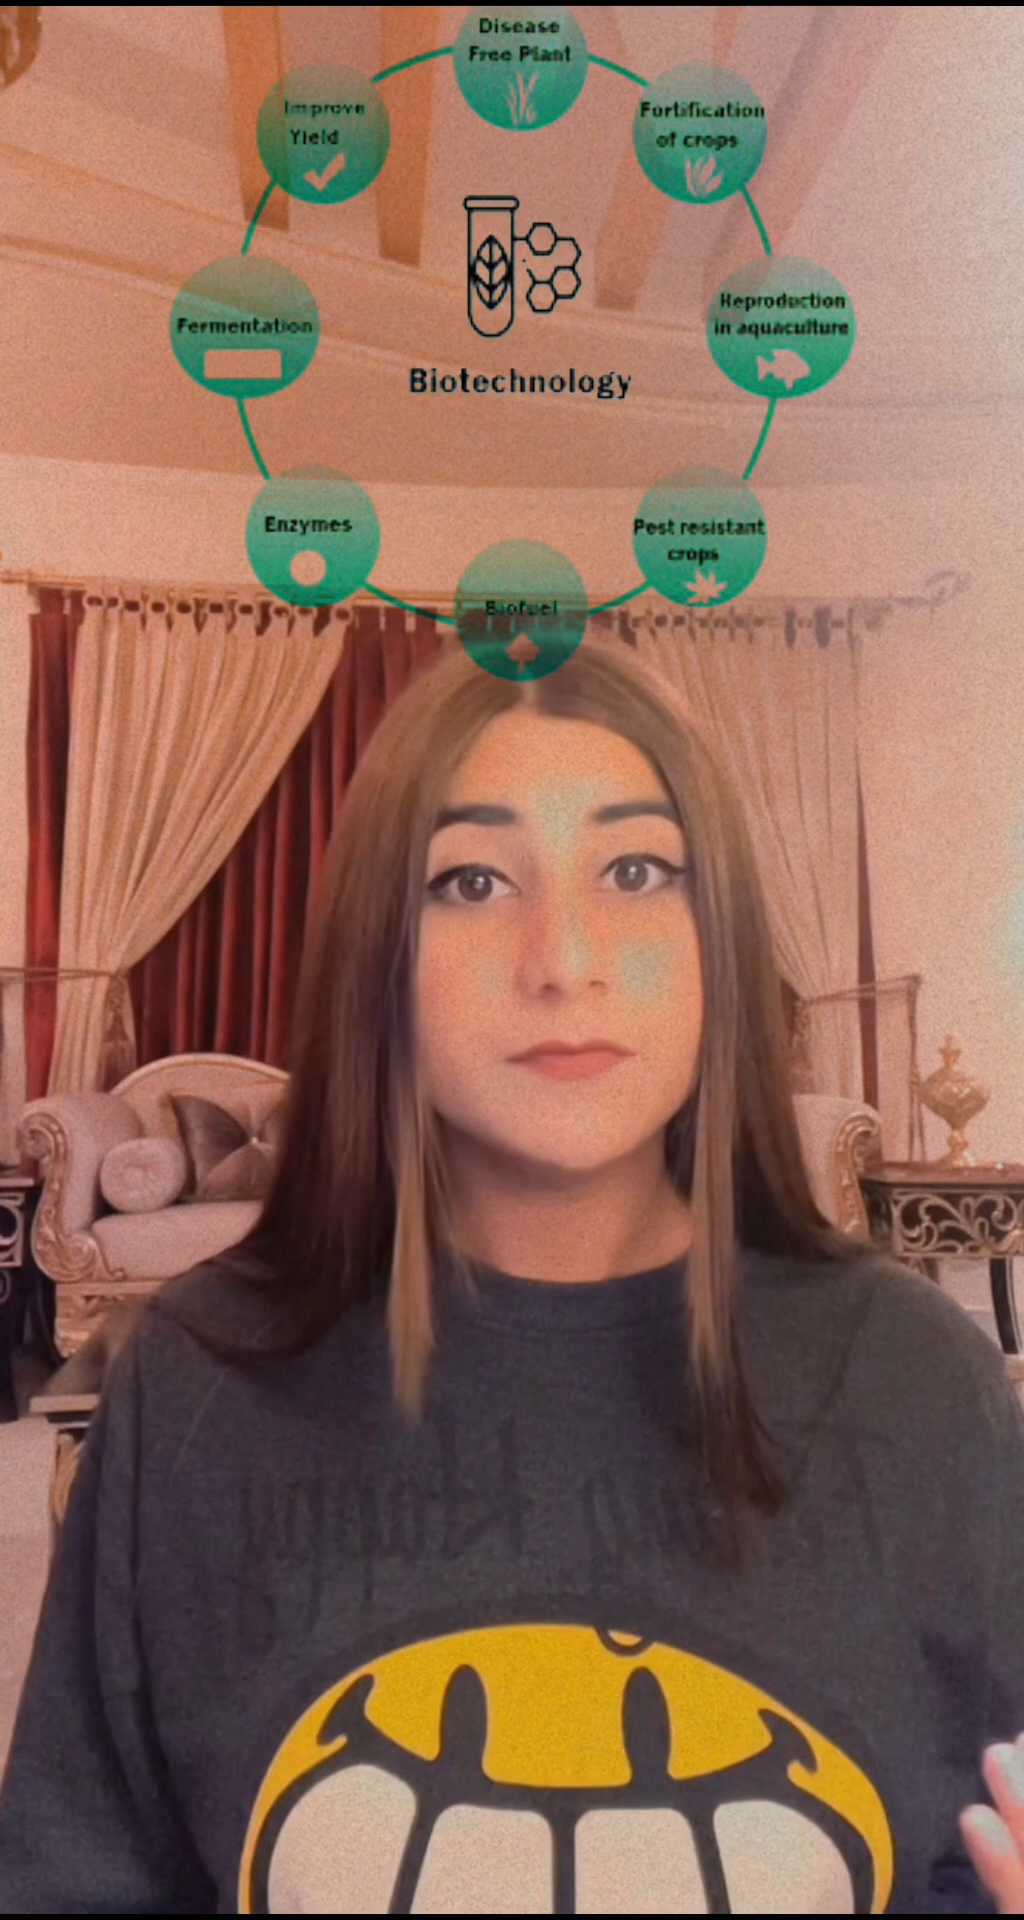 Disease
Free Plant
Improve
Yield
Fortification
of crops
Fermentation
Reproduction
in aquaculture
Biotechnology
Enzymes
Pest resistant
crops
Biofuel